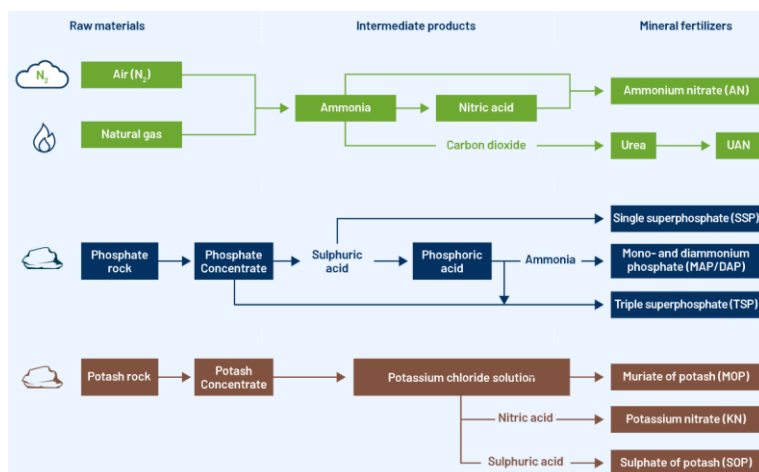 Raw materials
Intermediate products
Mineral fertilizers
N₂
Air (N₂)
Ammonia
Nitric acid
Ammonium nitrate (AN)
Natural gas
Carbon dioxide
Urea
UAN
Single superphosphate (SSP)
Phosphate
rock
Phosphate
Concentrate
Sulphuric
acid
Phosphoric
acid
Ammonia
Mono- and diammonium
phosphate (MAP/DAP)
Triple superphosphate (TSP)
Potash rock
Potash
Concentrate
Potassium chloride solution
Muriate of potash (MOP)
Nitric acid
Potassium nitrate (KN)
Sulphuric acid
Sulphate of potash (SOP)